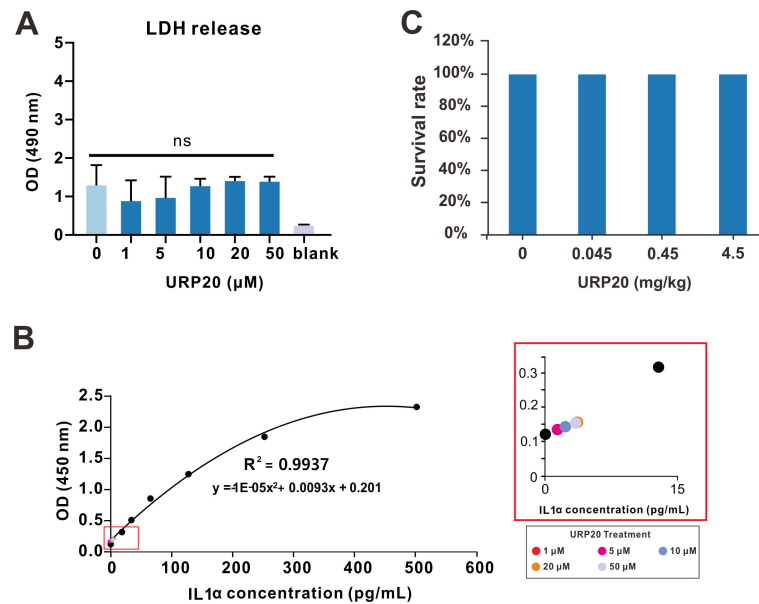 A
LDH release
OD (490 nm)
5
4
3
2
1
0
ns
0 1 5 10 20 50 blank
URP20 (µM)
C
Survival rate
120%
100%
80%
60%
40%
20%
0%
0 0.045 0.45 4.5
URP20 (mg/kg)
B
OD (450 nm)
2.5
2.0
1.5
1.0
0.5
0.0
R² = 0.9937
y =-1E-05x²+ 0.0093x + 0.201
0 100 200 300 400 500 600
IL1α concentration (pg/mL)
0.3
0.2
0.1
0
0 15
IL1α concentration (pg/mL)
URP20 Treatment
1 µM 5 µM 10 µM
20 µM 50 µM